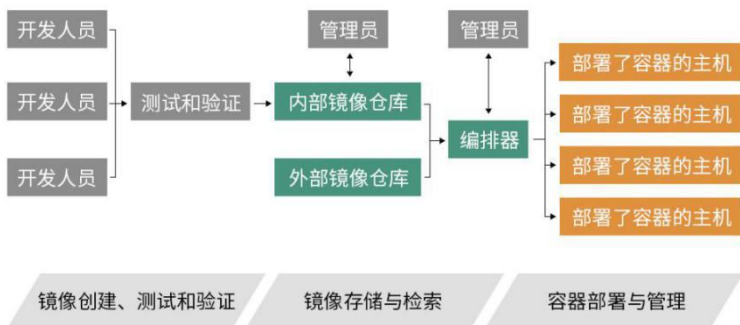 开发人员
管理员
管理员
部署了容器的主机
开发人员
测试和验证
内部镜像仓库
部署了容器的主机
编排器
开发人员
外部镜像仓库
部署了容器的主机
部署了容器的主机
镜像创建、测试和验证
镜像存储与检索
容器部署与管理